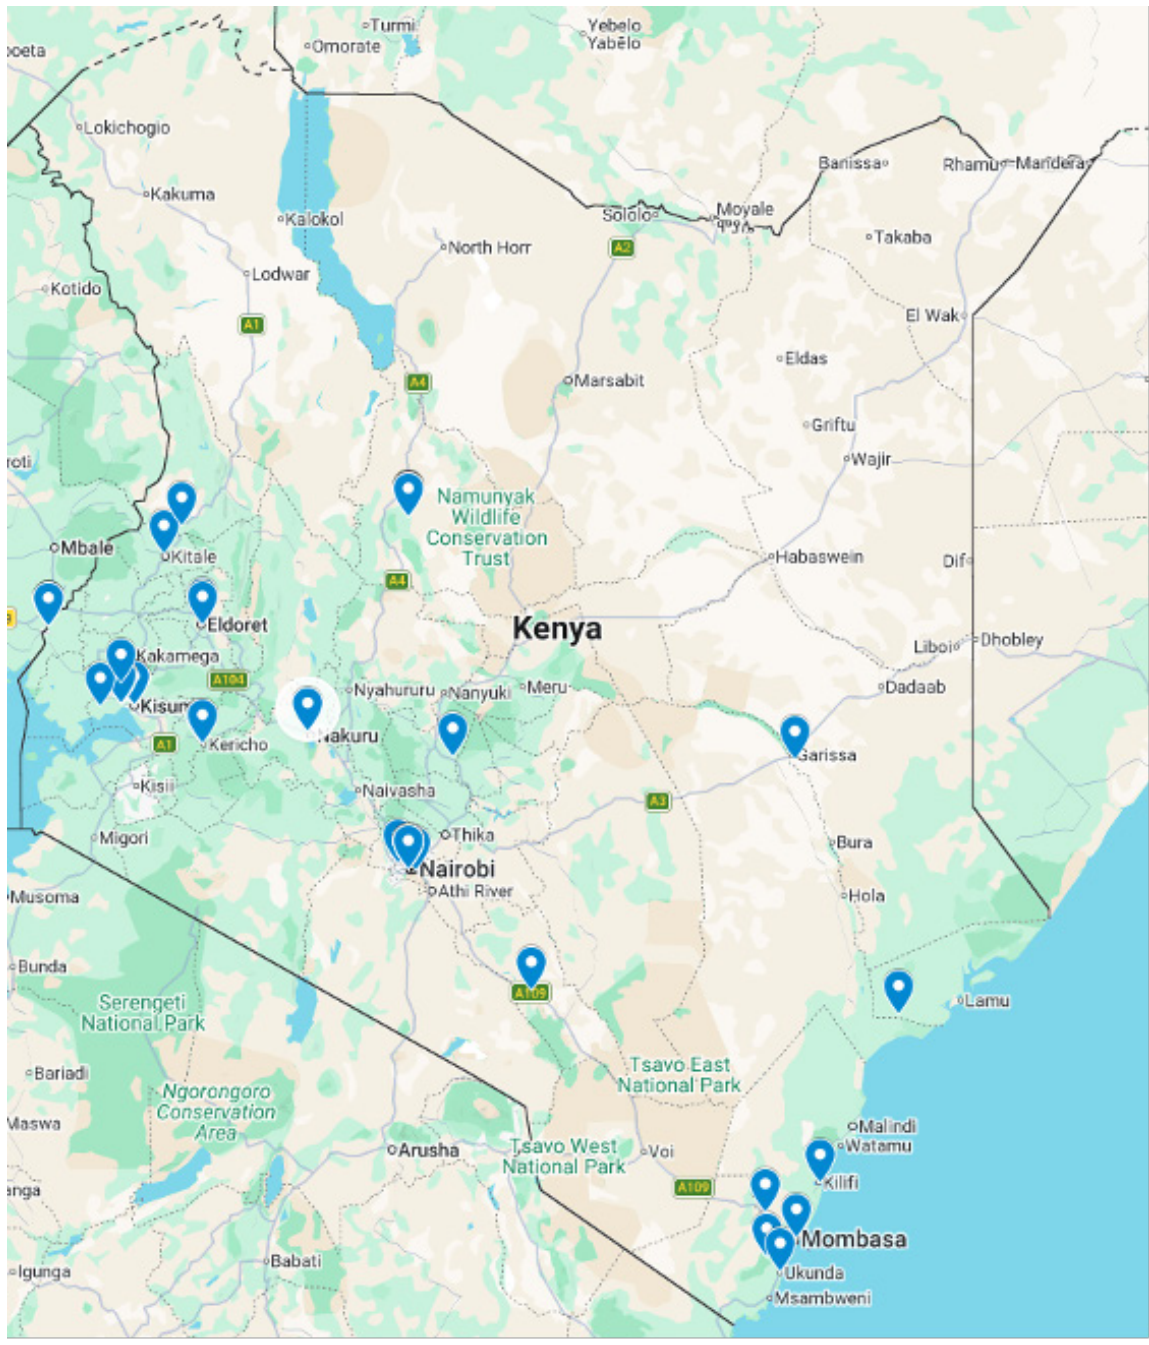 Turmi
Yebelo
Yabēlo
Omorate
oeta
Lokichogio
Banissa
Rhamu
Mandera
Kakuma
Kalokol
Sololo
Moyale
Takaba
North Horr
A2
Lodwar
Kotido
El Wak
A1
Eldas
Marsabit
A4
Griftu
Wajir
roti
Namunyak
Wildlife
Conservation
Trust
Mbale
Kitale
Habaswein
Dif
A4
Eldoret
Kenya
Liboi
Dhobley
Kakamega
A104
Nyahururu
Nanyuki
Meru
Dadaab
Kisum
Nakuru
A1
Kericho
Garissa
Kisii
Naivasha
A3
Migori
Thika
Bura
Nairobi
Athi River
Musoma
Hola
Bunda
A109
Serengeti
National Park
Lamu
Bariadi
Tsavo East
National Park
Ngorongoro
Conservation
Area
Maswa
Malindi
Watamu
Arusha
Tsavo West
National Park
Voi
anga
A109
Kilifi
Mombasa
Babati
Igunga
Ukunda
Msambweni